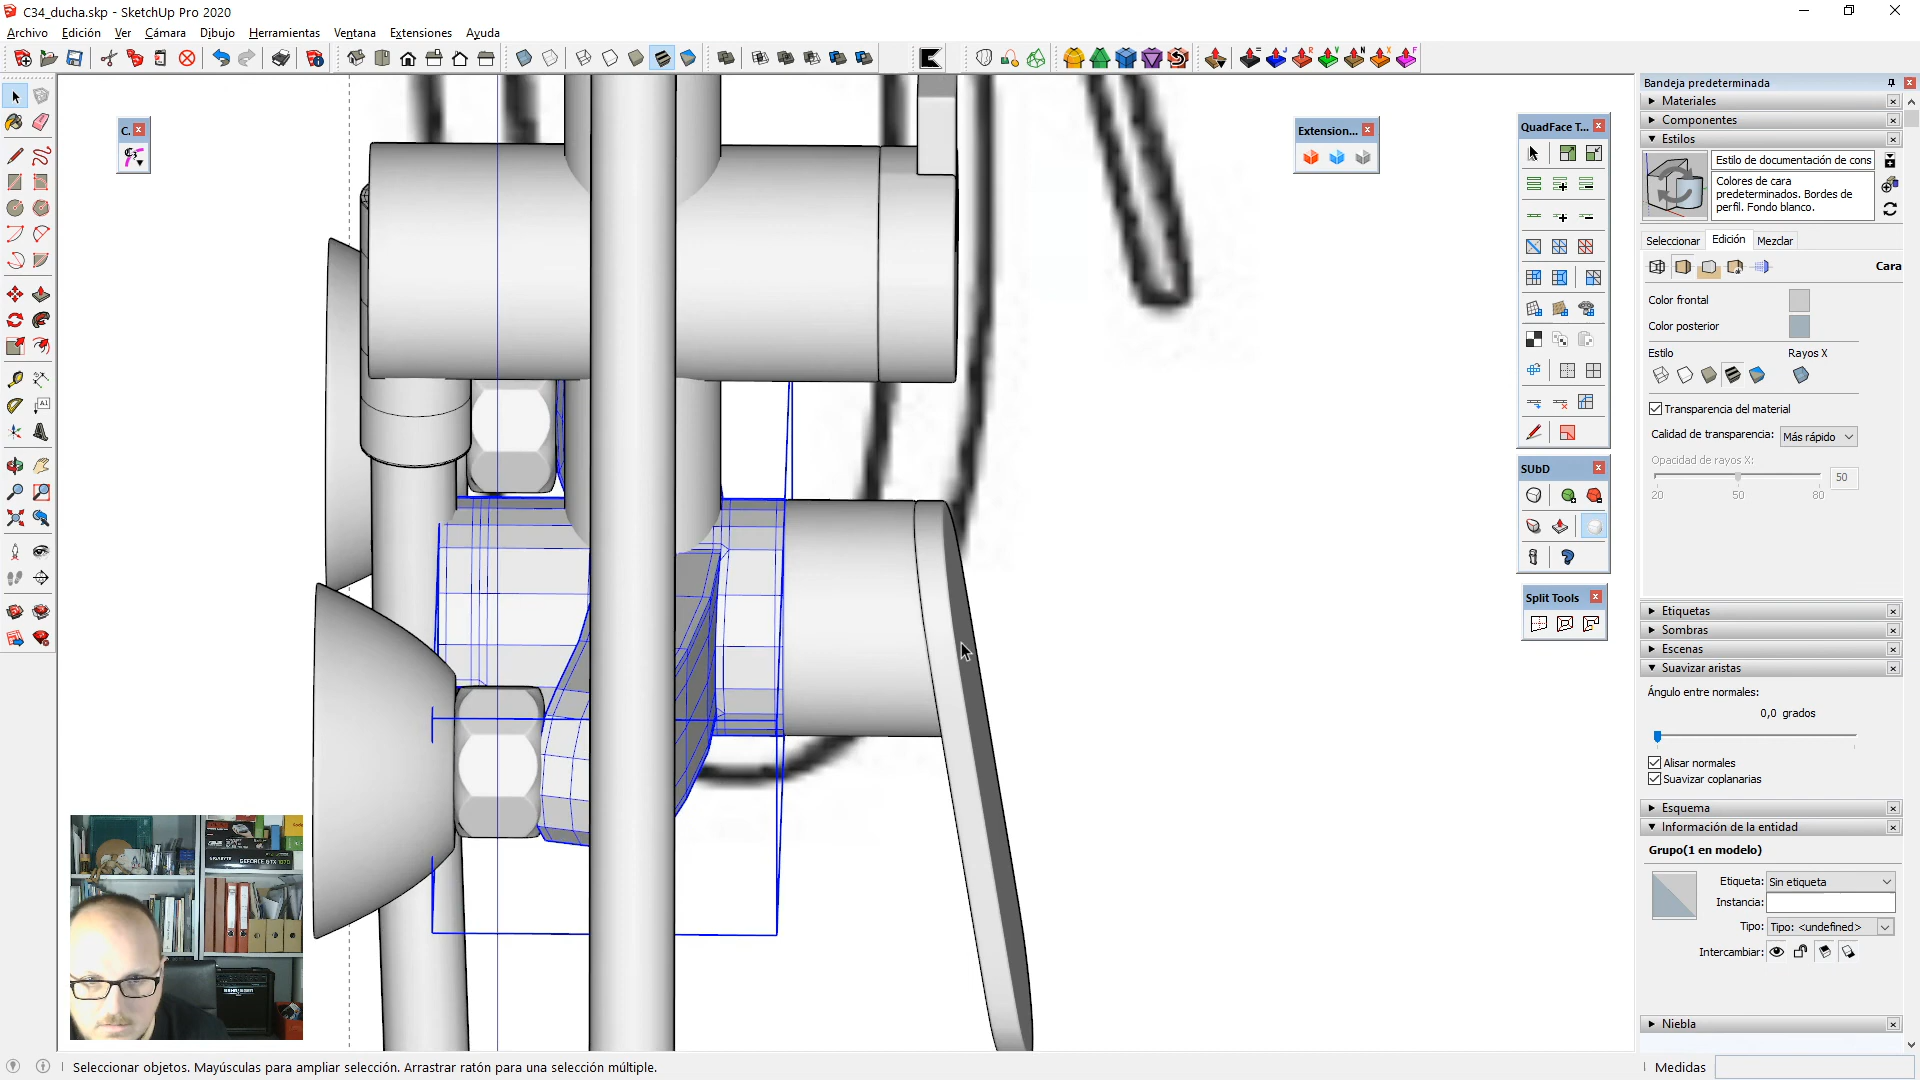 C34_ducha.skp - SketchUp Pro 2020
Archivo Edición Ver Cámara Dibujo Herramientas Ventana Extensiones Ayuda
Bandeja predeterminada
Materiales
Componentes
Estilos
Estilo de documentación de cons
Colores de cara
predeterminados. Bordes de
perfil. Fondo blanco.
Seleccionar Edición Mezclar
Cara
Color frontal
Color posterior
Estilo Rayos X
Transparencia del material
Calidad de transparencia: Más rápido
Opacidad de rayos X:
50
20 50 80
Etiquetas
Sombras
Escenas
Suavizar aristas
Ángulo entre normales:
0,0 grados
Alisar normales
Suavizar coplanarias
Esquema
Información de la entidad
Grupo(1 en modelo)
Etiqueta: Sin etiqueta
Instancia:
Tipo: Tipo: <undefined>
Intercambiar:
Niebla
C.
Extension...
QuadFace T...
SUbD
Split Tools
GEFORCE GTX 1070
Seleccionar objetos. Mayúsculas para ampliar selección. Arrastrar ratón para una selección múltiple.
Medidas